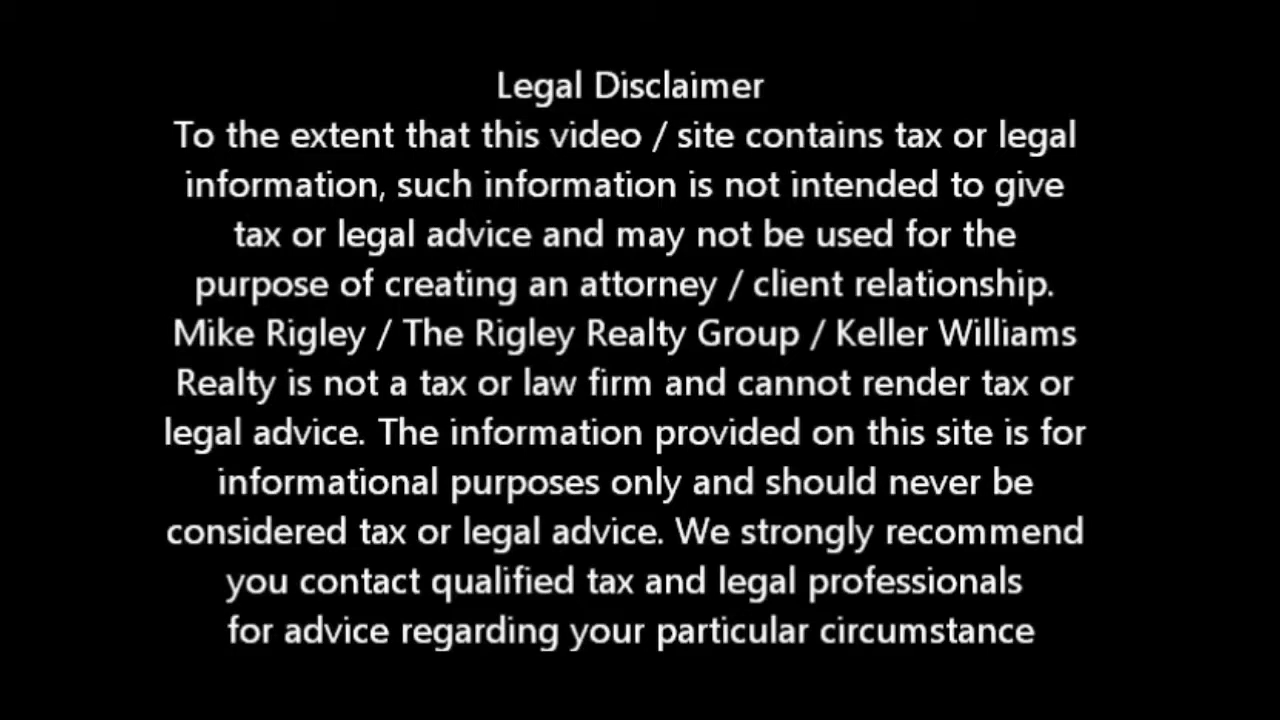 Legal Disclaimer
To the extent that this video / site contains tax or legal
information, such information is not intended to give
tax or legal advice and may not be used for the
purpose of creating an attorney / client relationship.
Mike Rigley / The Rigley Realty Group / Keller Williams
Realty is not a tax or law firm and cannot render tax or
legal advice. The information provided on this site is for
informational purposes only and should never be
considered tax or legal advice. We strongly recommend
you contact qualified tax and legal professionals
for advice regarding your particular circumstance